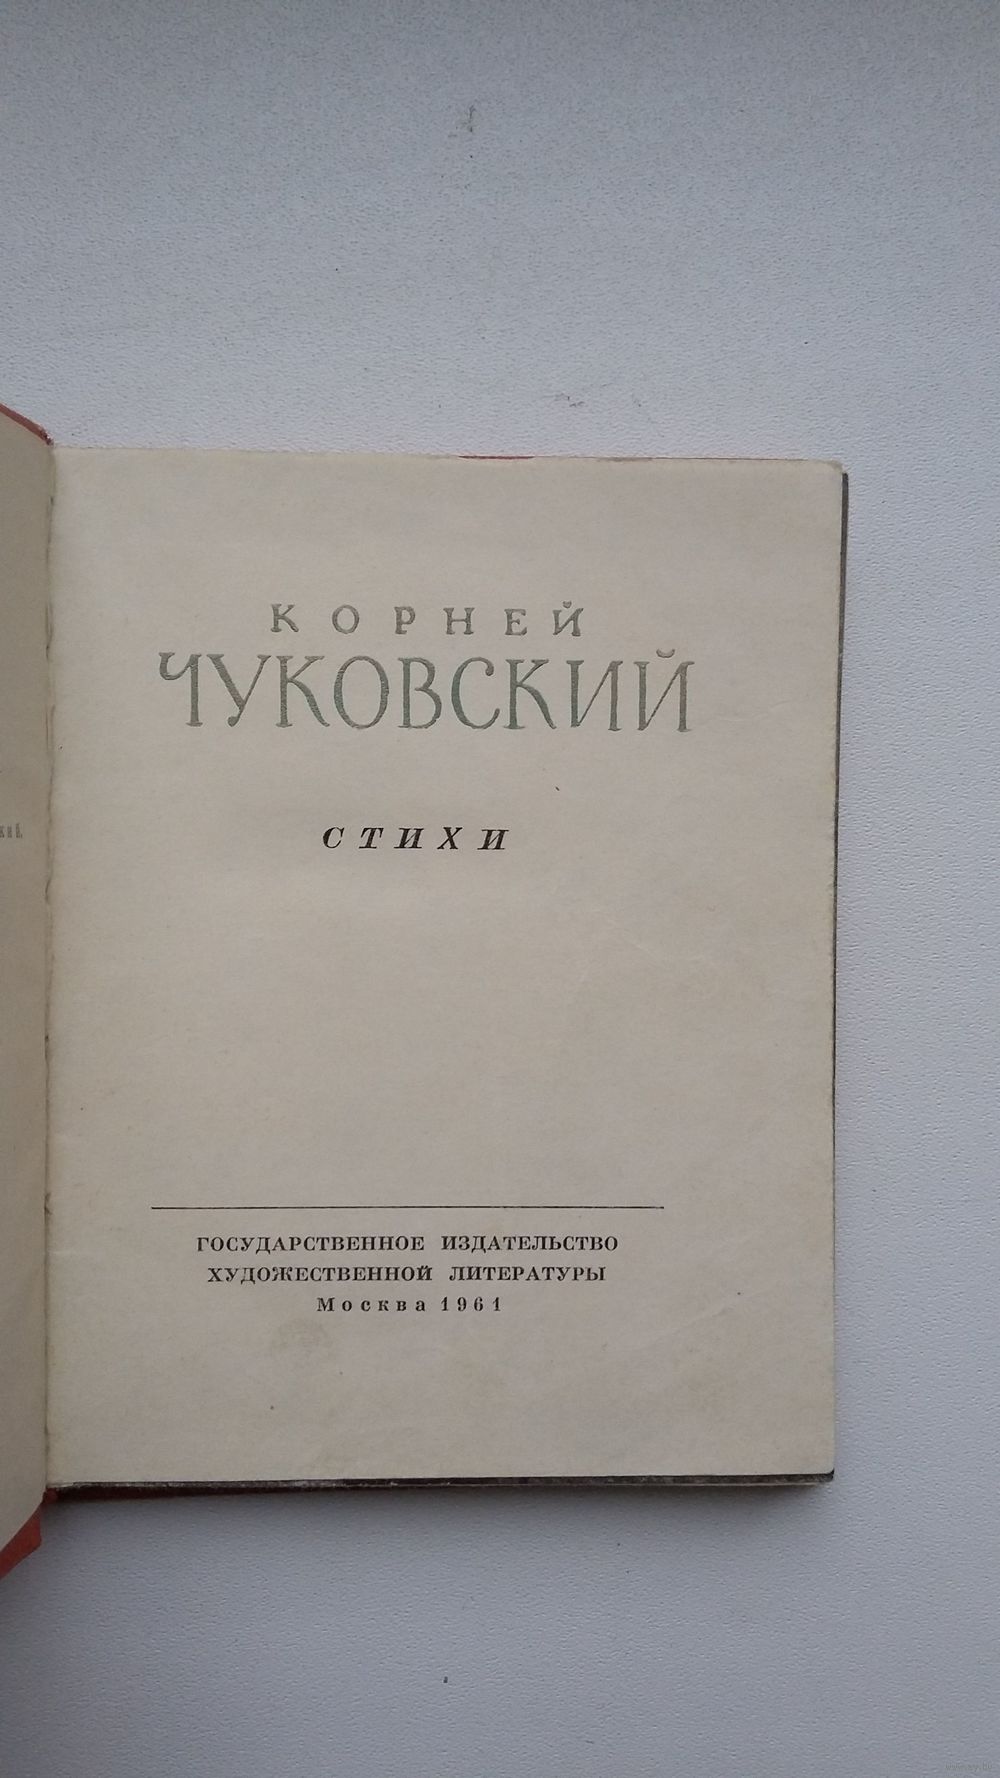 КОРНЕЙ
ЧУКОВСКИЙ
СТИХИ
ГОСУДАРСТВЕННОЕ ИЗДАТЕЛЬСТВО
ХУДОЖЕСТВЕННОЙ ЛИТЕРАТУРЫ
Москва 1961